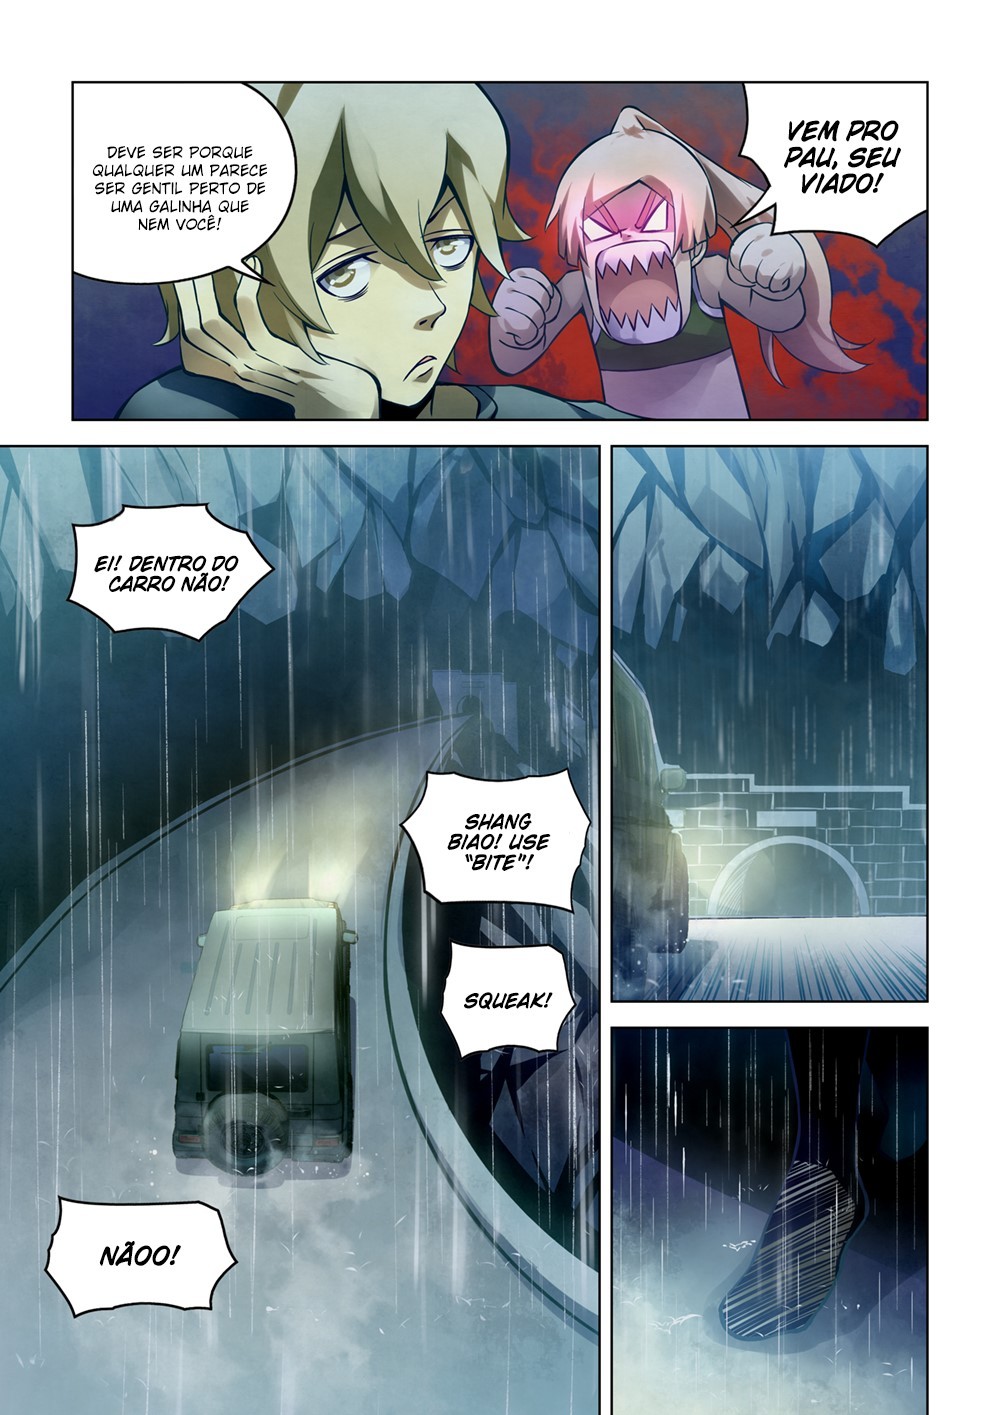 DEVE SER PORQUE
QUALQUER UM PARECE
SER GENTIL PERTO DE
UMA GALINHA QUE
NEM VOCÊ!
VEM PRO
PAU, SEU
VIADO!
EI! DENTRO DO
CARRO NÃO!
SHANG
BIAO! USE
"BITE"!
SQUEAK!
NÃOO!